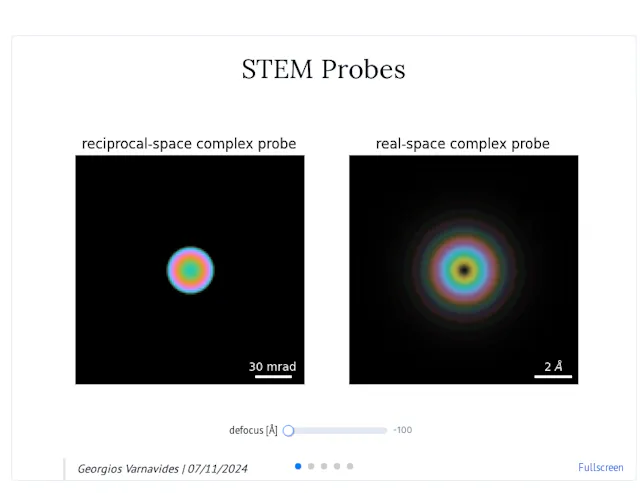 STEM Probes
reciprocal-space complex probe
real-space complex probe
30 mrad
2 Å
defocus [Å]
-100
Georgios Varnavides | 07/11/2024
Fullscreen